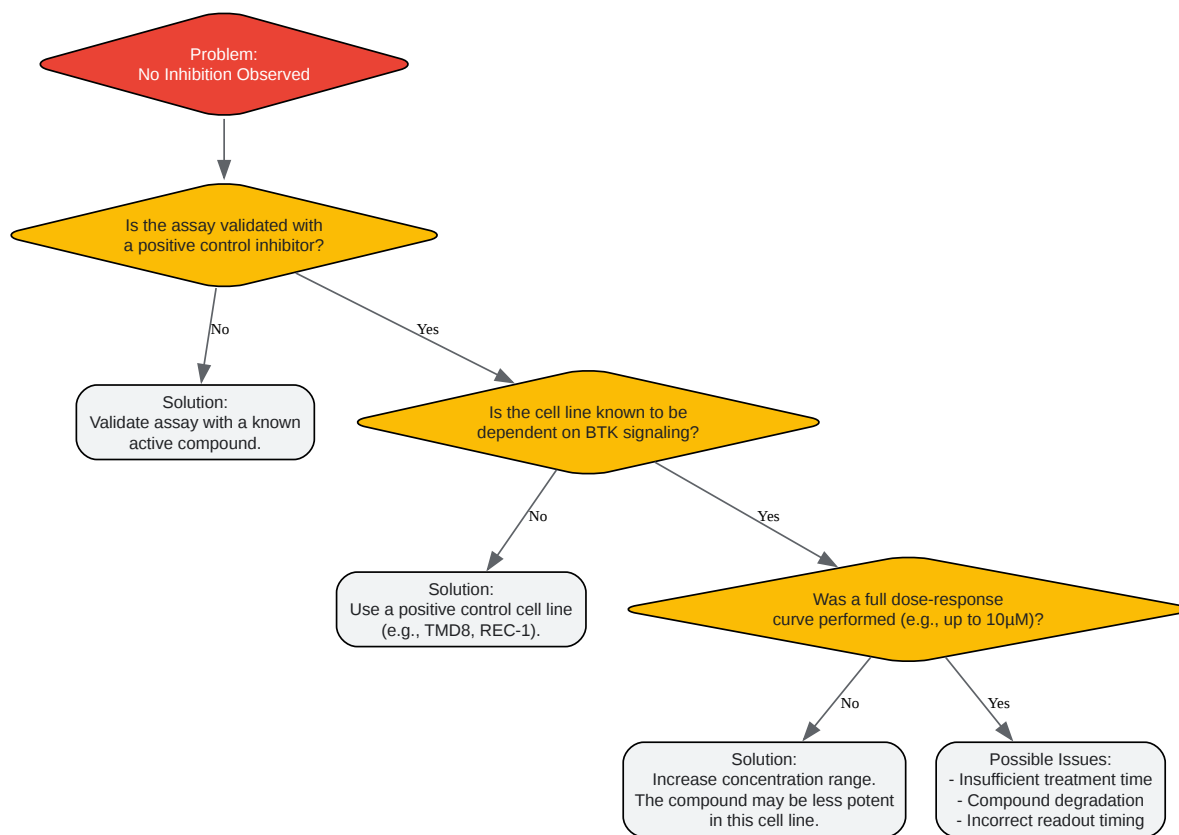 Problem:
No Inhibition Observed
Is the assay validated with
a positive control inhibitor?
No
Yes
Solution:
Validate assay with a known
active compound.
Is the cell line known to be
dependent on BTK signaling?
No
Yes
Solution:
Use a positive control cell line
(e.g., TMD8, REC-1).
Was a full dose-response
curve performed (e.g., up to 10µM)?
No
Yes
Solution:
Increase concentration range.
The compound may be less potent
in this cell line.
Possible Issues:
- Insufficient treatment time
- Compound degradation
- Incorrect readout timing